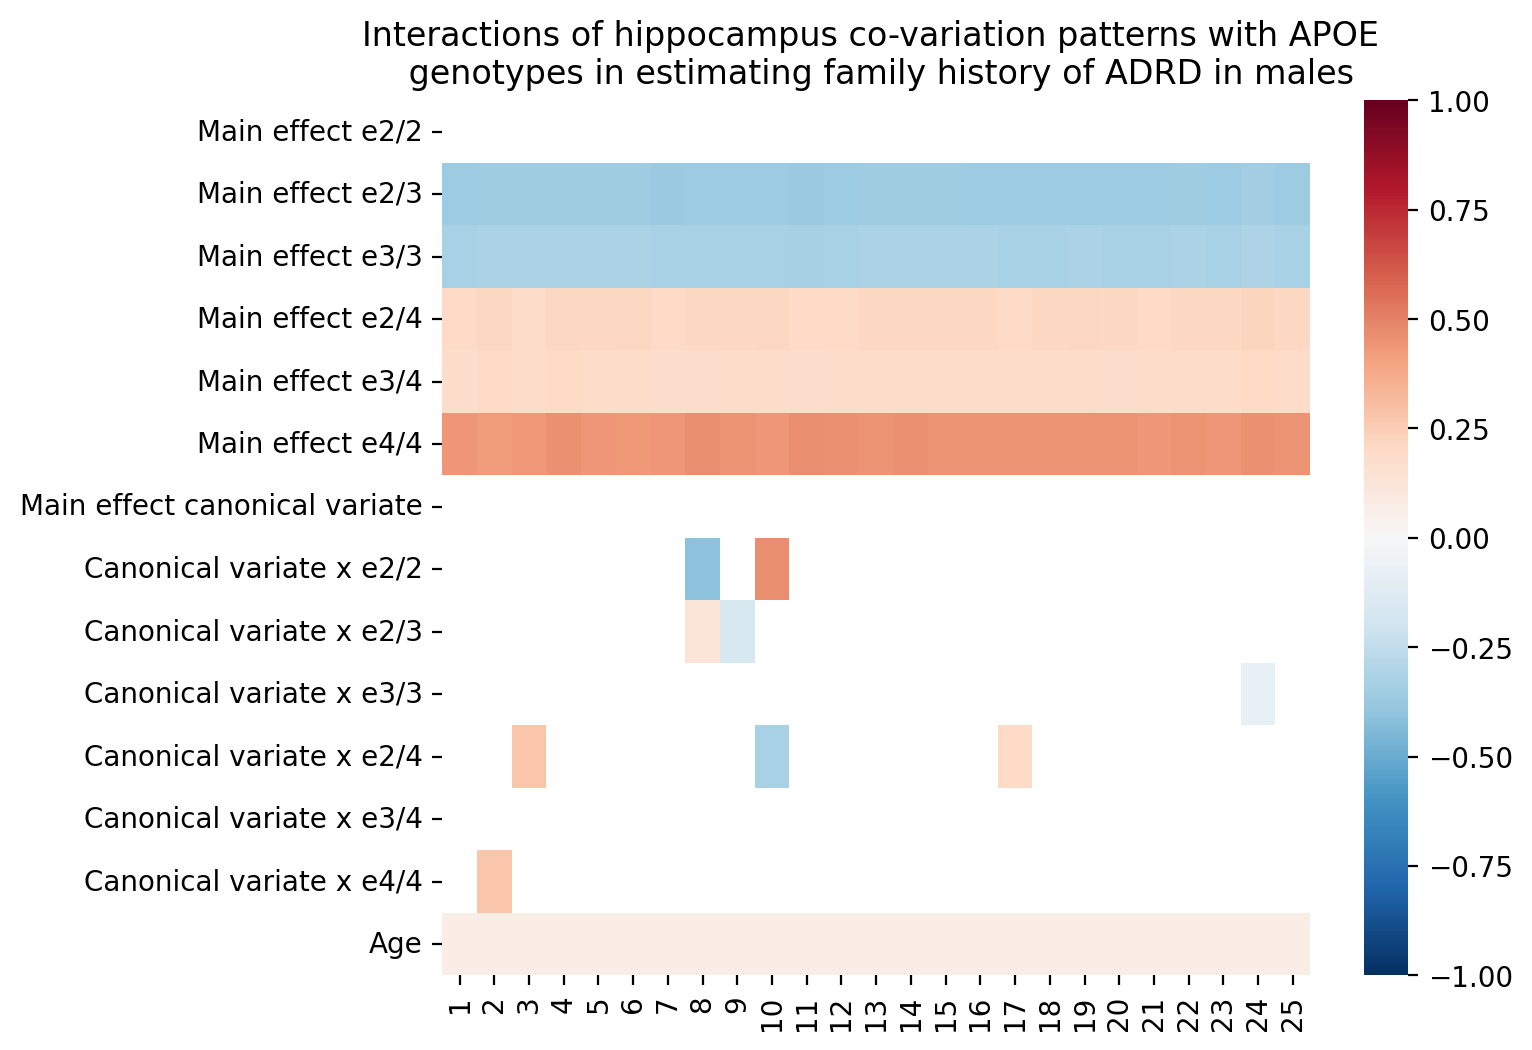 Interactions of hippocampus co-variation patterns with APOE
genotypes in estimating family history of ADRD in males
Main effect e2/2
Main effect e2/3
Main effect e3/3
Main effect e2/4
Main effect e3/4
Main effect e4/4
Main effect canonical variate
Canonical variate x e2/2
Canonical variate x e2/3
Canonical variate x e3/3
Canonical variate x e2/4
Canonical variate x e3/4
Canonical variate x e4/4
Age
1 2 3 4 5 6 7 8 9 10 11 12 13 14 15 16 17 18 19 20 21 22 23 24 25
1.00
0.75
0.50
0.25
0.00
−0.25
−0.50
−0.75
−1.00